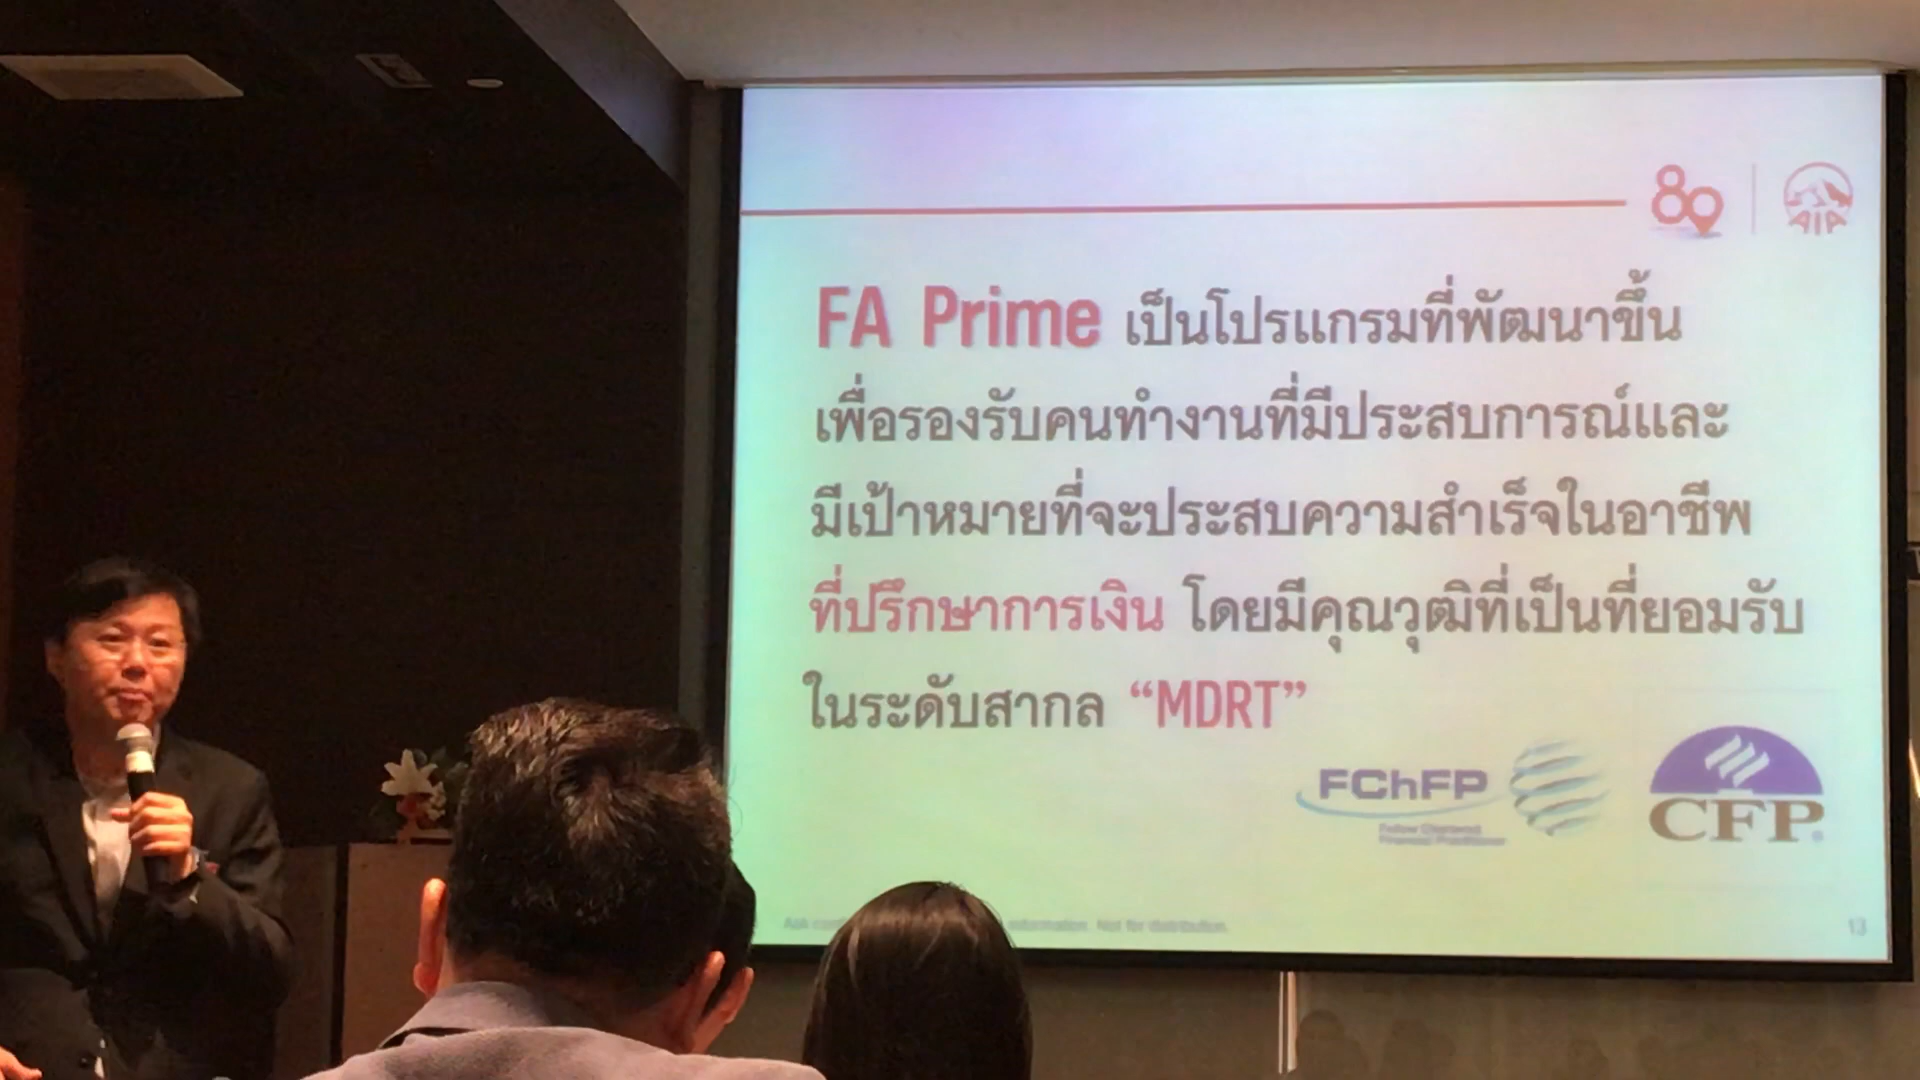 80
AIA
FA Prime เป็นโปรแกรมที่พัฒนาขึ้น
เพื่อรองรับคนทำงานที่มีประสบการณ์และ
มีเป้าหมายที่จะประสบความสำเร็จในอาชีพ
ที่ปรึกษาการเงิน โดยมีคุณวุฒิที่เป็นที่ยอมรับ
ในระดับสากล “MDRT”
FChFP
Fellow Chartered
Financial Practitioner
CFP®
AIA information. Not for distribution.
13